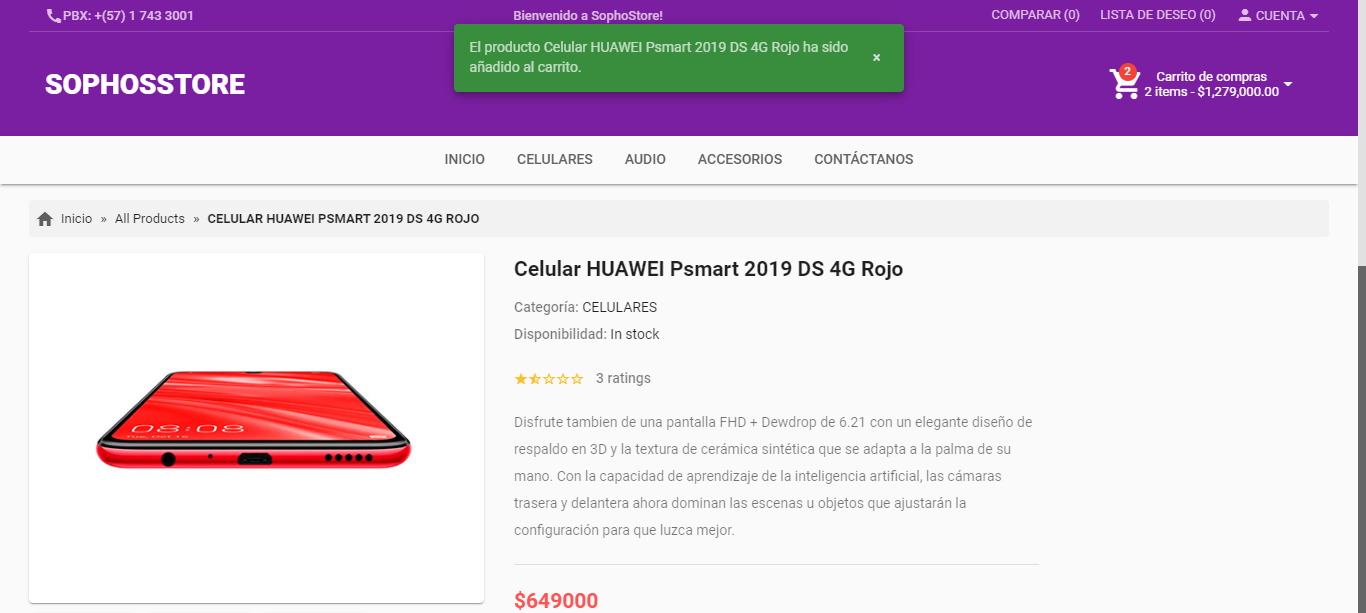 PBX: +(57) 1 743 3001
Bienvenido a SophoStore!
COMPARAR (0)
LISTA DE DESEO (0)
CUENTA
El producto Celular HUAWEI Psmart 2019 DS 4G Rojo ha sido
añadido al carrito.
×
SOPHOSSTORE
2
Carrito de compras
2 items - $1,279,000.00
INICIO
CELULARES
AUDIO
ACCESORIOS
CONTÁCTANOS
Inicio » All Products » CELULAR HUAWEI PSMART 2019 DS 4G ROJO
08:08
Tue, Oct 16
Celular HUAWEI Psmart 2019 DS 4G Rojo
Categoría: CELULARES
Disponibilidad: In stock
3 ratings
Disfrute tambien de una pantalla FHD + Dewdrop de 6.21 con un elegante diseño de
respaldo en 3D y la textura de cerámica sintética que se adapta a la palma de su
mano. Con la capacidad de aprendizaje de la inteligencia artificial, las cámaras
trasera y delantera ahora dominan las escenas u objetos que ajustarán la
configuración para que luzca mejor.
$649000